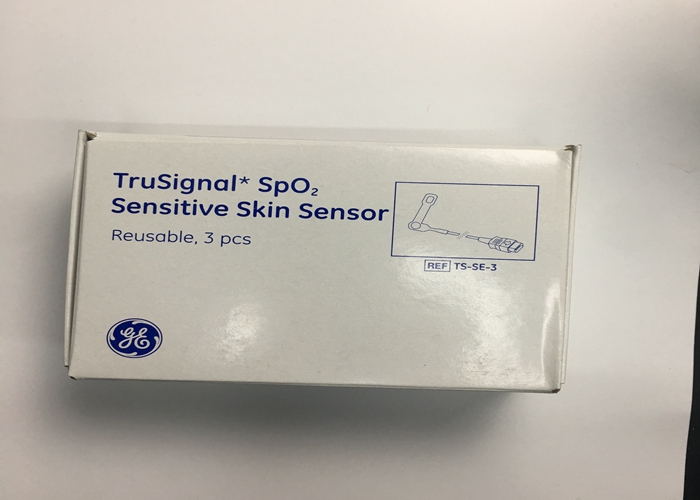 TruSignal* SpO₂
Sensitive Skin Sensor
Reusable, 3 pcs
REF TS-SE-3
GE